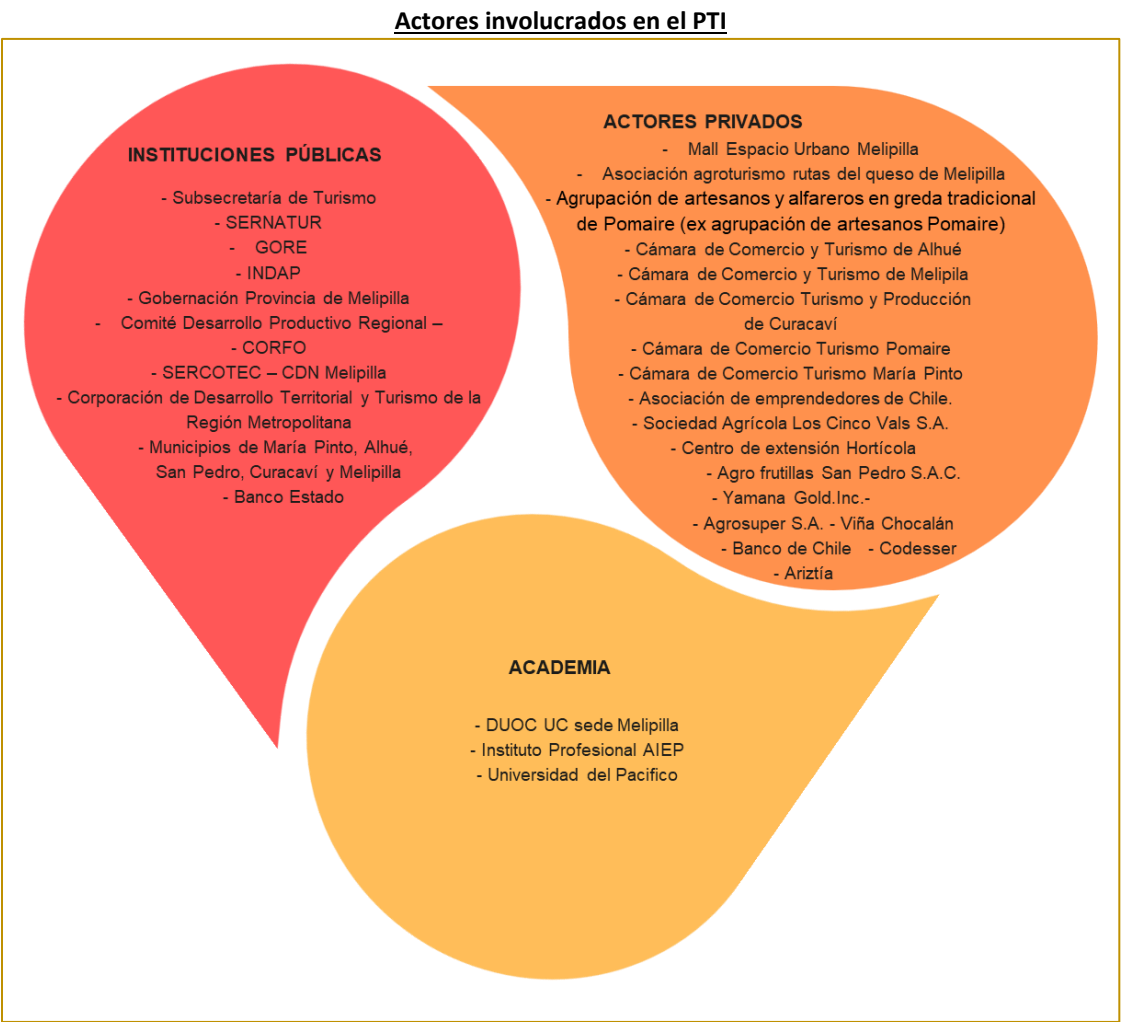 Actores involucrados en el PTI
INSTITUCIONES PÚBLICAS
- Subsecretaría de Turismo
- SERNATUR
- GORE
- INDAP
- Gobernación Provincia de Melipilla
- Comité Desarrollo Productivo Regional –
- CORFO
- SERCOTEC – CDN Melipilla
- Corporación de Desarrollo Territorial y Turismo de la
Región Metropolitana
- Municipios de María Pinto, Alhué,
San Pedro, Curacaví y Melipilla
- Banco Estado
ACTORES PRIVADOS
- Mall Espacio Urbano Melipilla
- Asociación agroturismo rutas del queso de Melipilla
- Agrupación de artesanos y alfareros en greda tradicional
de Pomaire (ex agrupación de artesanos Pomaire)
- Cámara de Comercio y Turismo de Alhué
- Cámara de Comercio y Turismo de Melipila
- Cámara de Comercio Turismo y Producción
de Curacaví
- Cámara de Comercio Turismo Pomaire
- Cámara de Comercio Turismo María Pinto
- Asociación de emprendedores de Chile.
- Sociedad Agrícola Los Cinco Vals S.A.
- Centro de extensión Hortícola
- Agro frutillas San Pedro S.A.C.
- Yamana Gold.Inc.-
- Agrosuper S.A. - Viña Chocalán
- Banco de Chile - Codesser
- Ariztía
ACADEMIA
- DUOC UC sede Melipilla
- Instituto Profesional AIEP
- Universidad del Pacifico